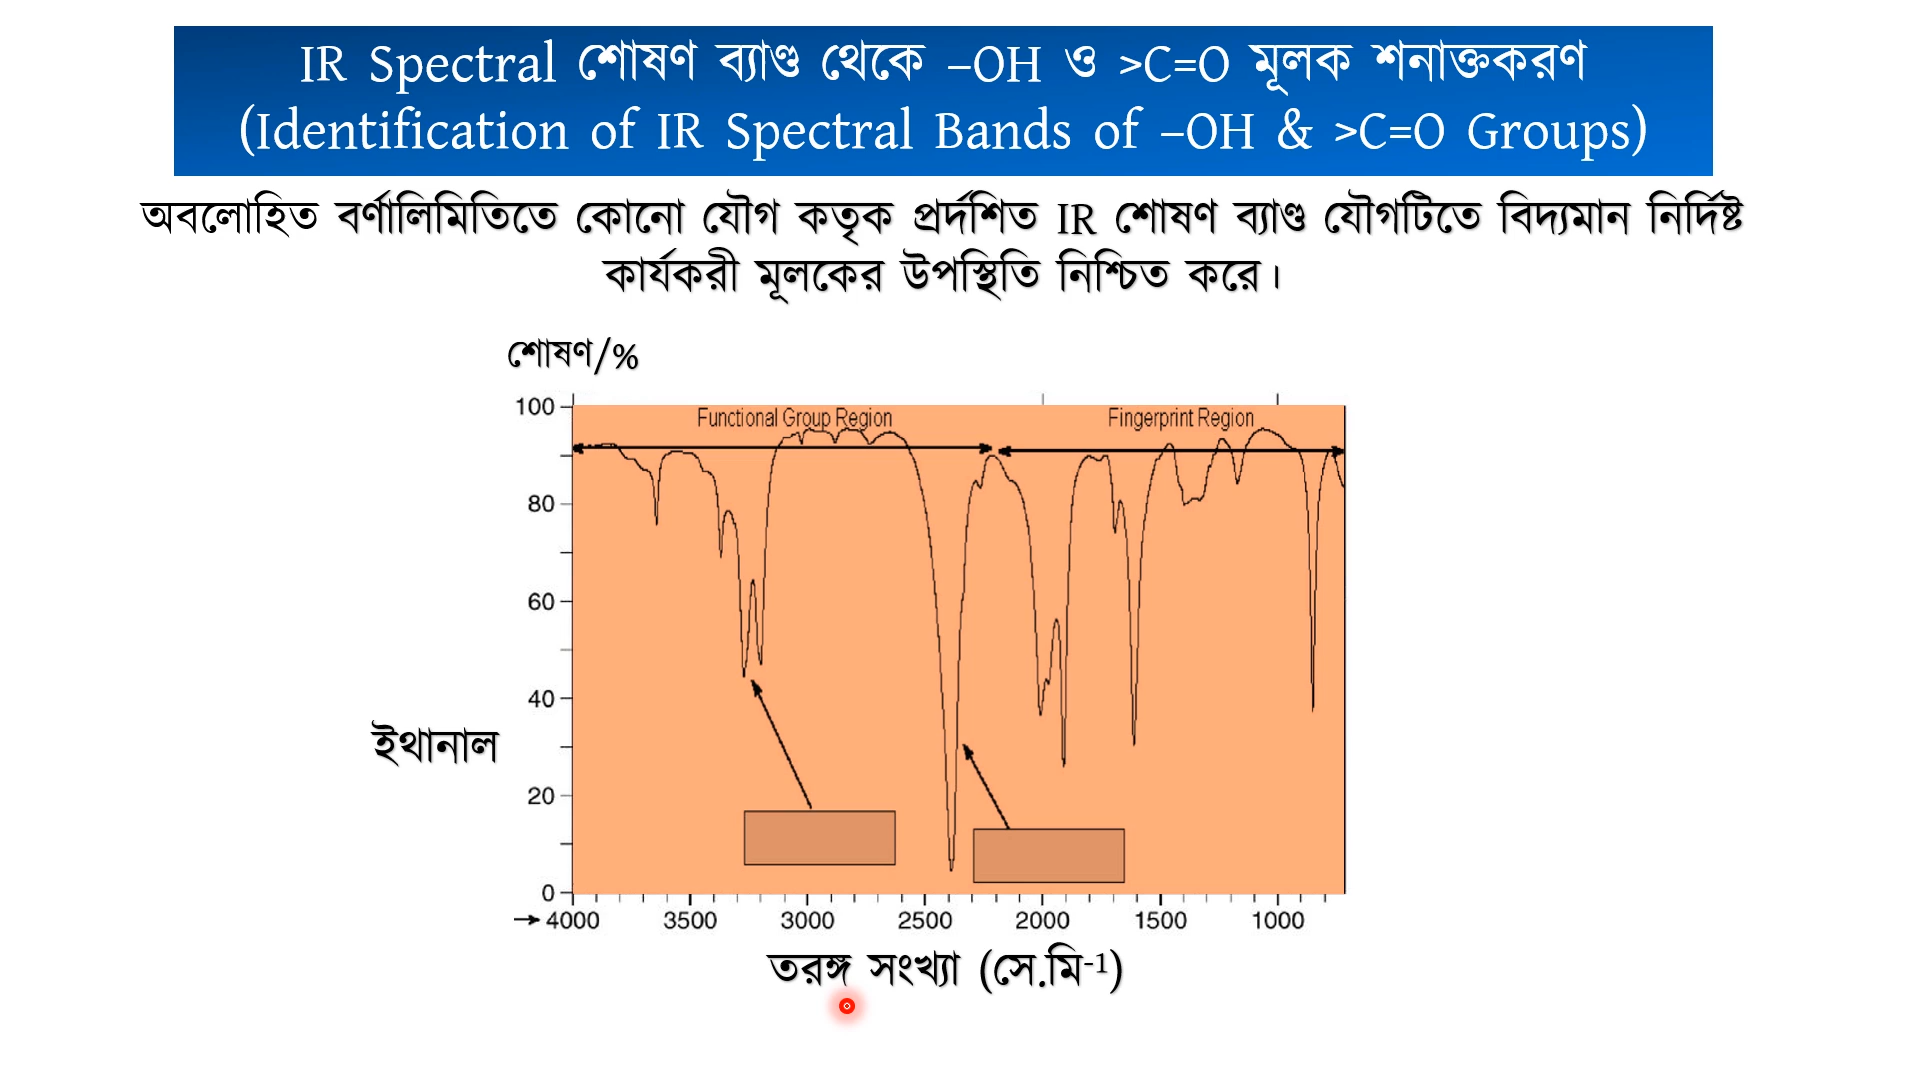 IR Spectral শোষণ ব্যাণ্ড থেকে –OH ও >C=O মূলক শনাক্তকরণ
(Identification of IR Spectral Bands of –OH & >C=O Groups)
অবলোহিত বর্ণালিমিতিতে কোনো যৌগ কতৃক প্রর্দশিত IR শোষণ ব্যাণ্ড যৌগটিতে বিদ্যমান নির্দিষ্ট
কার্যকরী মূলকের উপস্থিতি নিশ্চিত করে।
শোষণ/%
100
Functional Group Region Fingerprint Region
80
60
40
ইথানাল
20
0
→ 4000 3500 3000 2500 2000 1500 1000
তরঙ্গ সংখ্যা (সে.মি-1)